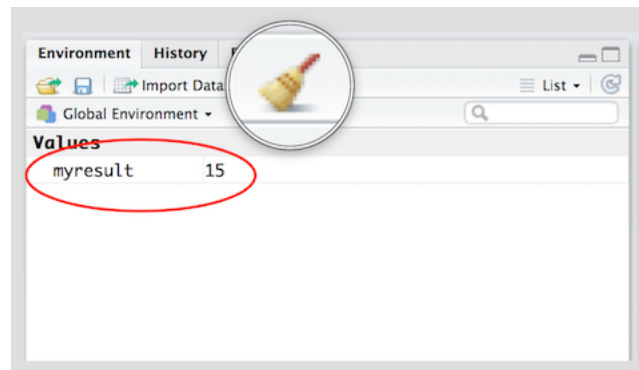 Environment History
Import Data
List
Global Environment
Values
myresult 15